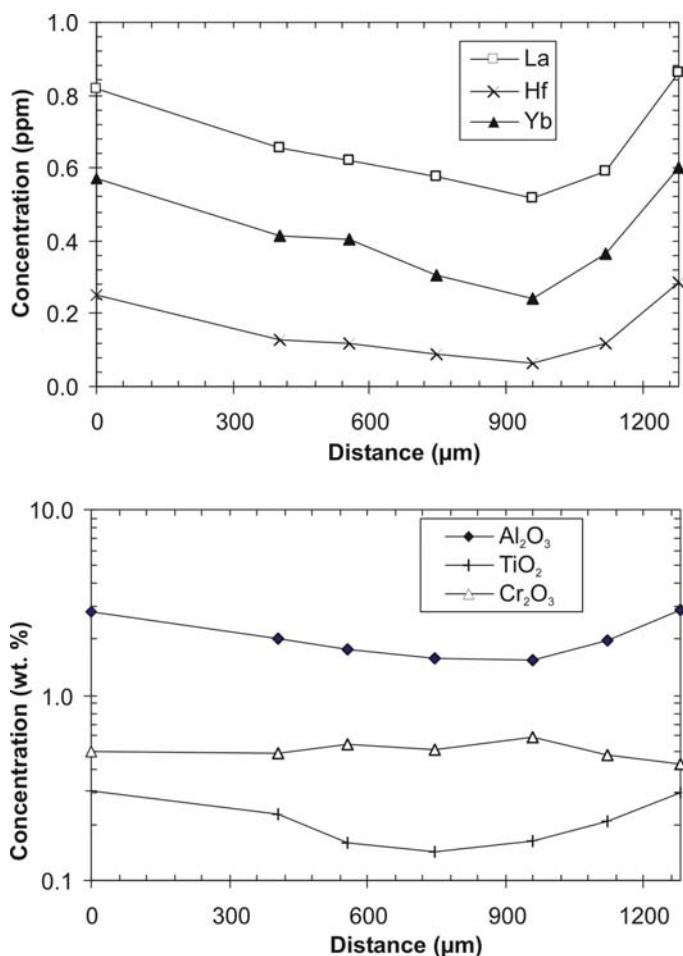 1.0
0.8
0.6
0.4
0.2
0.0
Concentration (ppm)
La
Hf
Yb
0 300 600 900 1200
Distance (µm)
10.0
1.0
0.1
Concentration (wt. %)
Al₂O₃
TiO₂
Cr₂O₃
0 300 600 900 1200
Distance (µm)